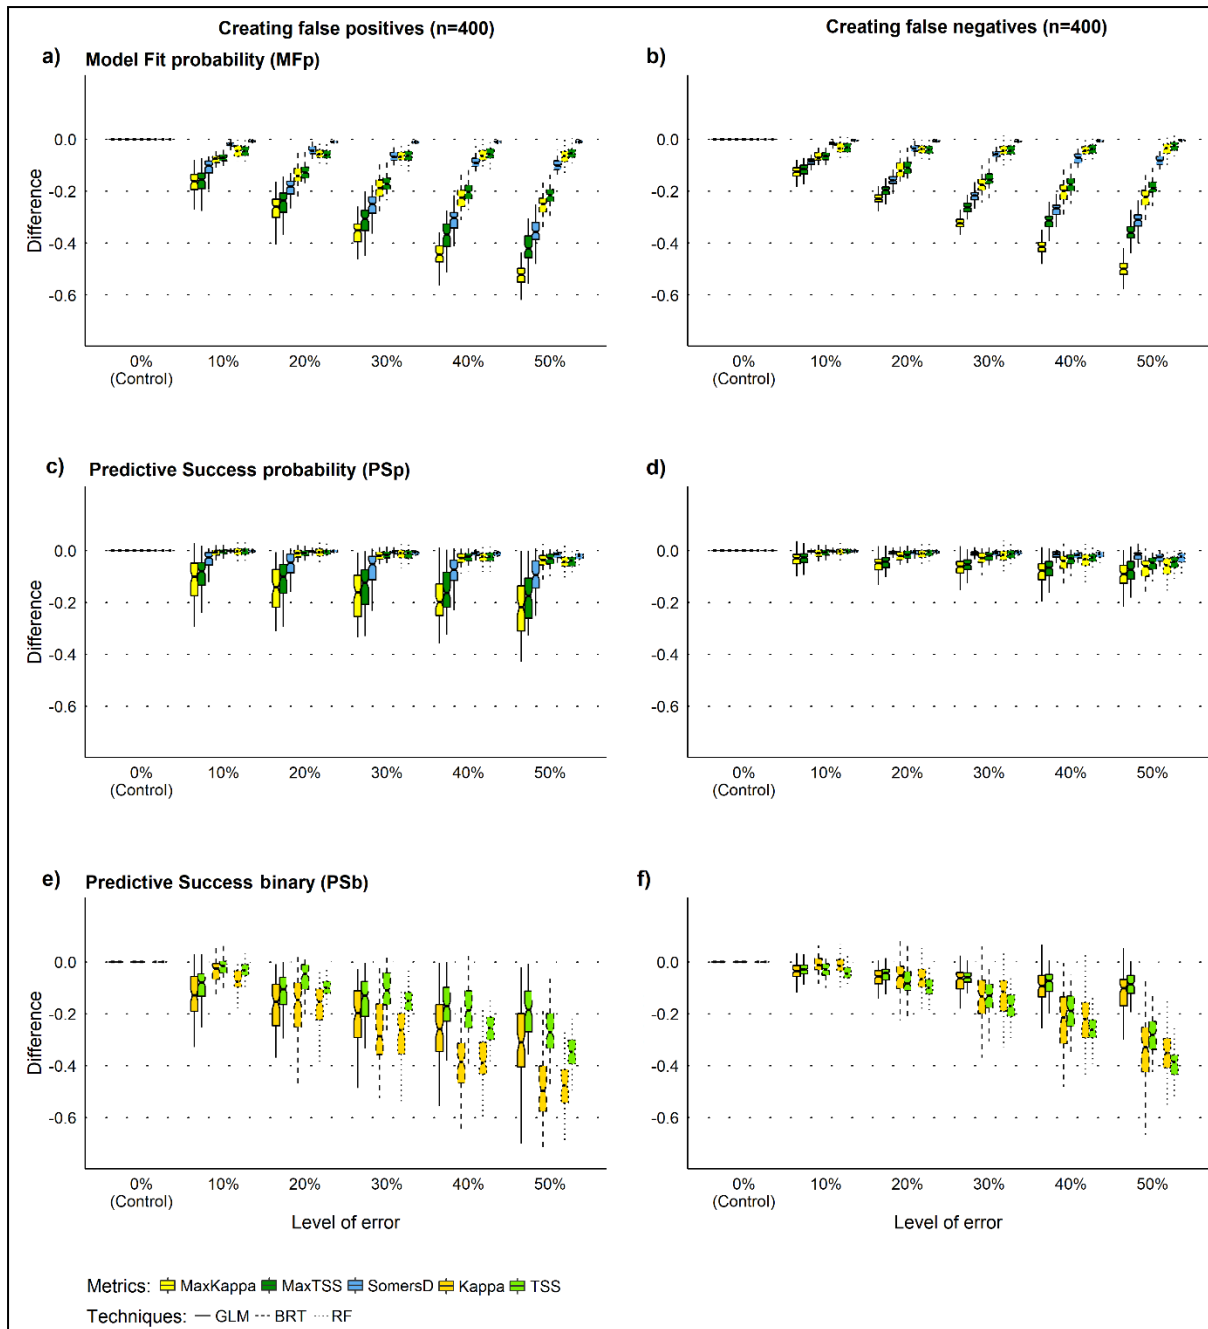 Creating false positives (n=400)
Creating false negatives (n=400)
a) Model Fit probability (MFp)
b)
0.0
-0.2
-0.4
-0.6
Difference
0% 10% 20% 30% 40% 50%
(Control)
0.0
-0.2
-0.4
-0.6
0% 10% 20% 30% 40% 50%
(Control)
c) Predictive Success probability (PSp)
d)
0.0
-0.2
-0.4
-0.6
Difference
0% 10% 20% 30% 40% 50%
(Control)
0.0
-0.2
-0.4
-0.6
0% 10% 20% 30% 40% 50%
(Control)
e) Predictive Success binary (PSb)
f)
0.0
-0.2
-0.4
-0.6
Difference
0% 10% 20% 30% 40% 50%
(Control)
Level of error
0.0
-0.2
-0.4
-0.6
0% 10% 20% 30% 40% 50%
(Control)
Level of error
Metrics: MaxKappa MaxTSS SomersD Kappa TSS
Techniques: GLM BRT RF